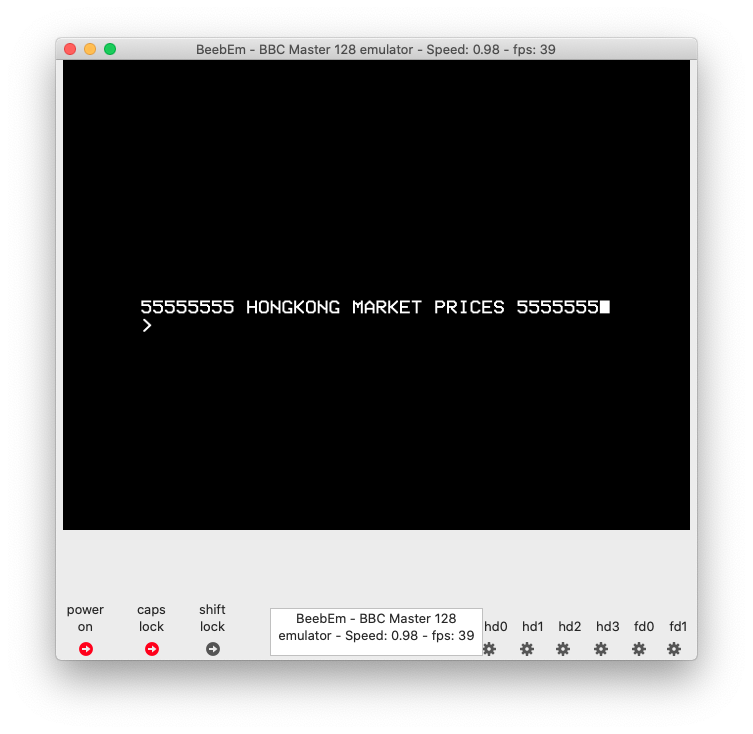 BeebEm - BBC Master 128 emulator - Speed: 0.98 - fps: 39
55555555 HONGKONG MARKET PRICES 5555555
>
power on
caps lock
shift lock
BeebEm - BBC Master 128
emulator - Speed: 0.98 - fps: 39
hd0 hd1 hd2 hd3 fd0 fd1